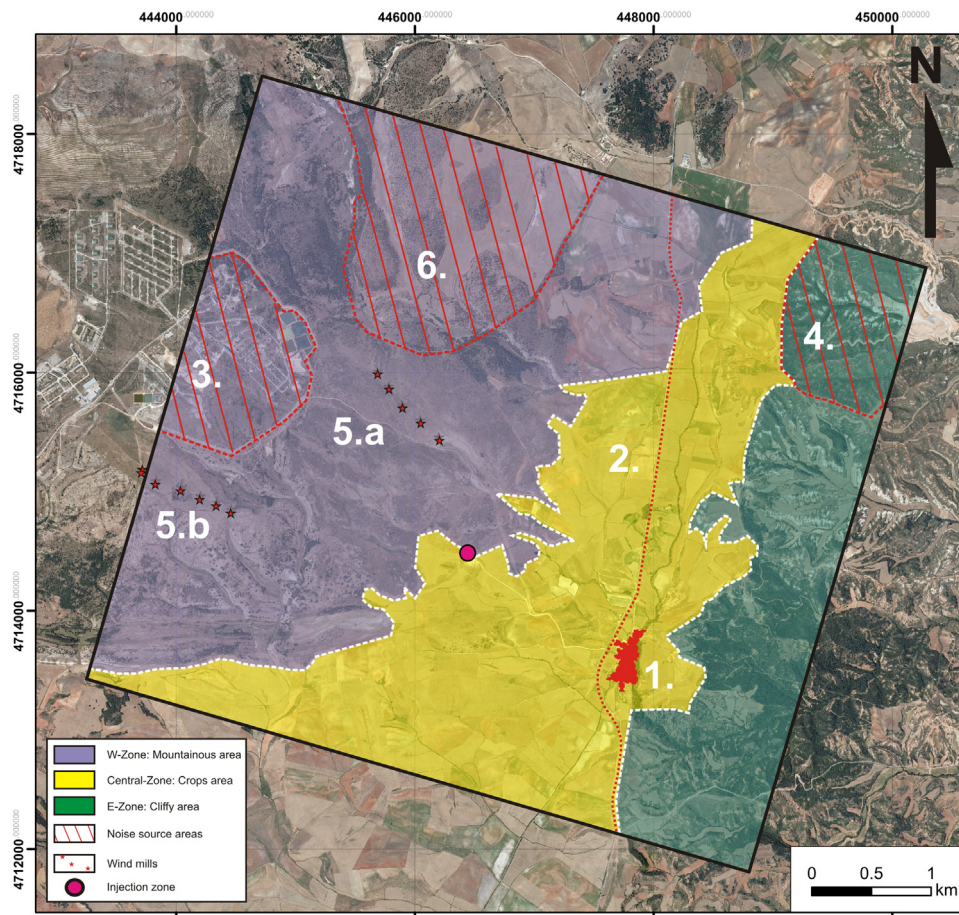 444000.000000 446000.000000 448000.000000 450000.000000
N
4718000.000000
6.
4.
3.
4716000.000000
5.a
2.
5.b
4714000.000000
1.
W-Zone: Mountainous area
Central-Zone: Crops area
E-Zone: Cliffy area
Noise source areas
Wind mills
Injection zone
4712000.000000
0 0.5 1
km